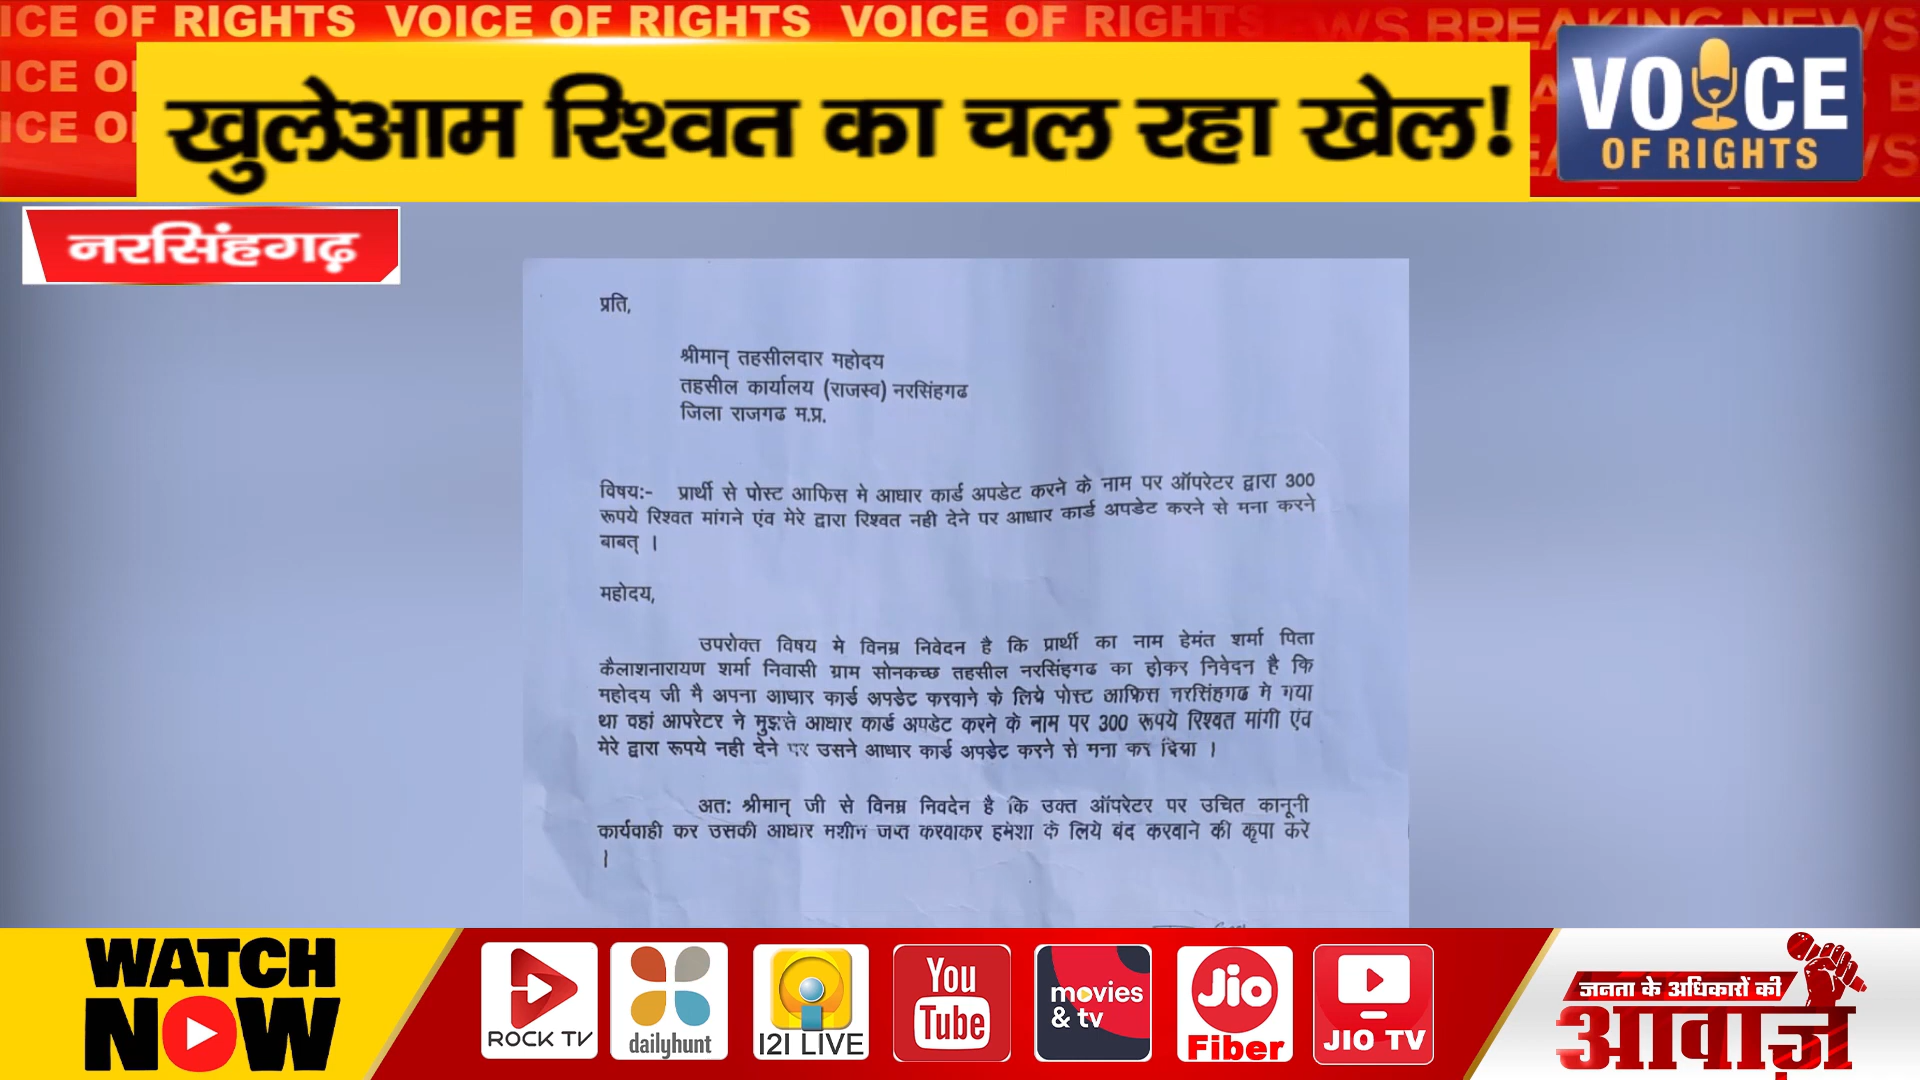 ICE OF RIGHTS VOICE OF RIGHTS VOICE OF RIGHTS WS BREAKING NEWS
ICE O
ICE O
खुलेआम रिश्वत का चल रहा खेल!
VOICE
OF RIGHTS
नरसिंहगढ़
प्रति,
श्रीमान् तहसीलदार महोदय
तहसील कार्यालय (राजस्व) नरसिंहगढ
जिला राजगढ म.प्र.
विषय:- प्रार्थी से पोस्ट आफिस मे आधार कार्ड अपडेट करने के नाम पर ऑपरेटर द्वारा 300
रूपये रिश्वत मांगने एंव मेरे द्वारा रिश्वत नही देने पर आधार कार्ड अपडेट करने से मना करने
बाबत् ।
महोदय,
उपरोक्त विषय मे विनम्र निवेदन है कि प्रार्थी का नाम हेमंत शर्मा पिता
कैलाशनारायण शर्मा निवासी ग्राम सोनकच्छ तहसील नरसिंहगढ का होकर निवेदन है कि
महोदय जी मै अपना आधार कार्ड अपडेट करवाने के लिये पोस्ट आफिस नरसिंहगढ मे गया
था वहां आपरेटर ने मुझसे आधार कार्ड अपडेट करने के नाम पर 300 रूपये रिश्वत मांगी एंव
मेरे द्वारा रूपये नही देने पर उसने आधार कार्ड अपडेट करने से मना कर दिया ।
अत: श्रीमान् जी से विनम्र निवदेन है कि उक्त ऑपरेटर पर उचित कानूनी
कार्यवाही कर उसकी आधार मशीन जप्त करवाकर हमेशा के लिये बंद करवाने की कृपा करे
।
WATCH
NOW
ROCK TV
dailyhunt
I2I LIVE
You
Tube
movies
& tv
Jio
Fiber
JIO TV
जनता के अधिकारों की
आवाज़